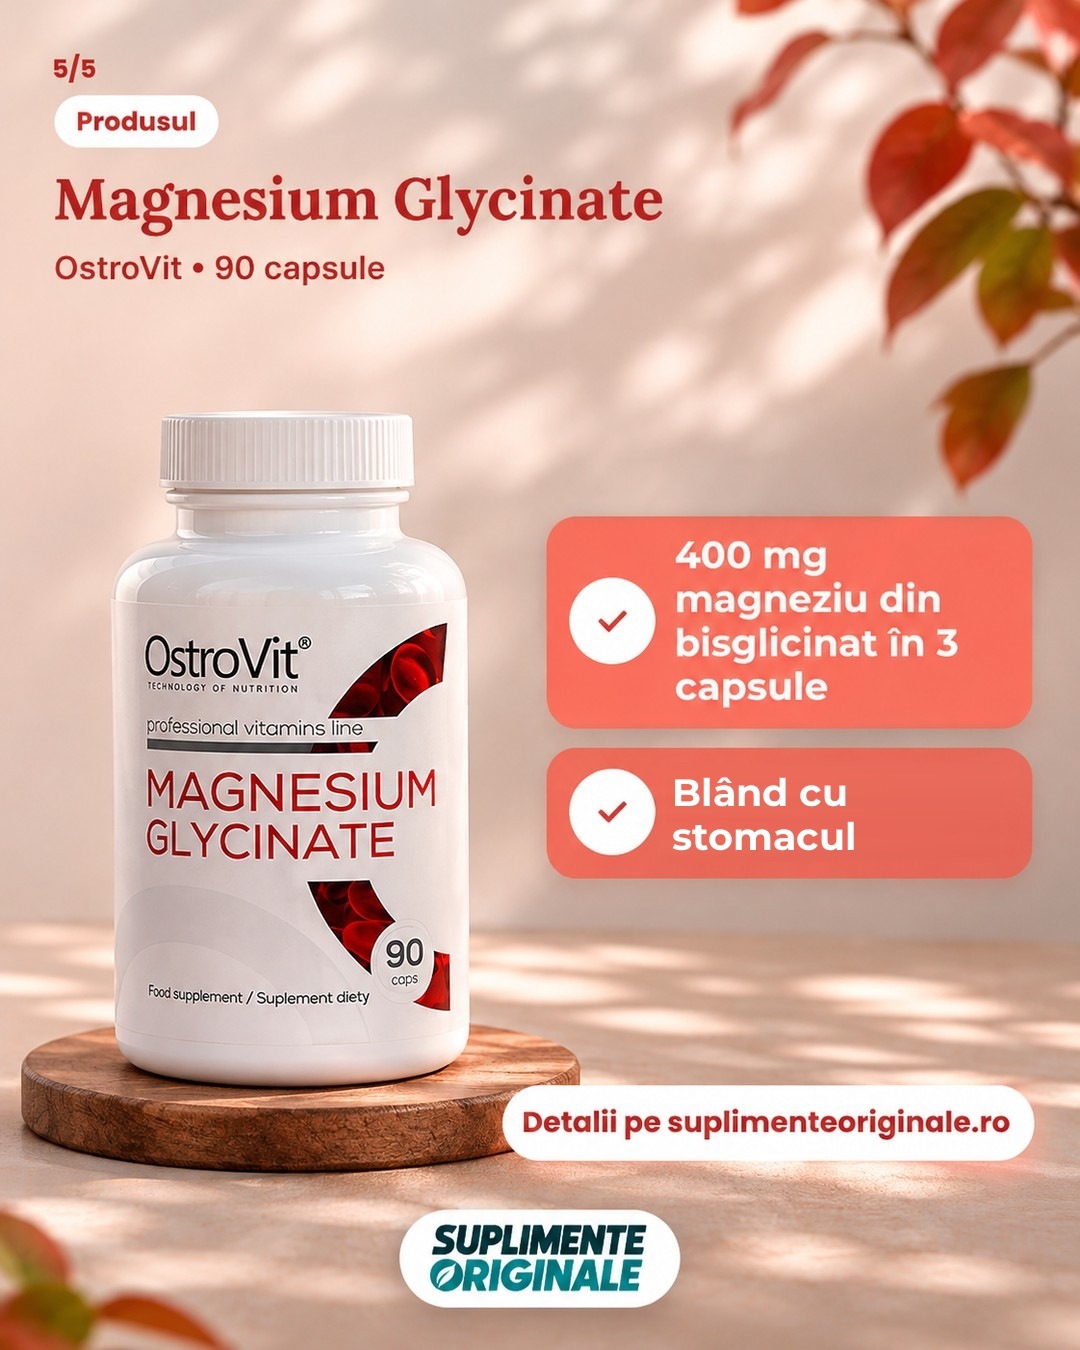 5/5
Produsul
Magnesium Glycinate
OstroVit • 90 capsule
OstroVit®
TECHNOLOGY OF NUTRITION
professional vitamins line
MAGNESIUM
GLYCINATE
90
caps
Food supplement / Suplement diety
400 mg
magneziu din
bisglicinat în 3
capsule
Blând cu
stomacul
Detalii pe suplimenteoriginale.ro
SUPLIMENTE
ORIGINALE